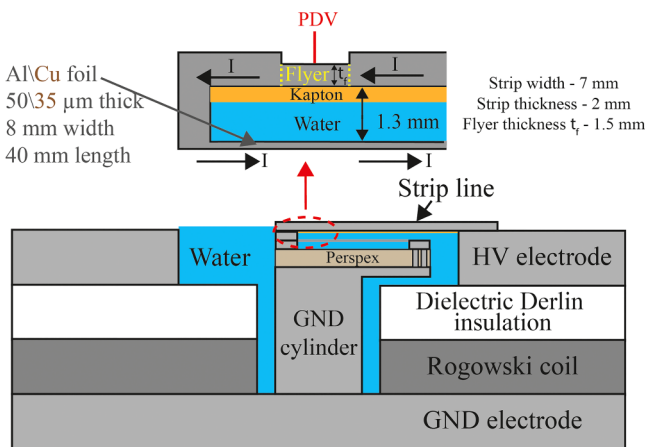 PDV
Al\Cu foil
50\35 µm thick
8 mm width
40 mm length
I
Flyer
t_f
I
Kapton
Water
1.3 mm
I
I
Strip width - 7 mm
Strip thickness - 2 mm
Flyer thickness t_f - 1.5 mm
Strip line
Water
Perspex
HV electrode
GND
cylinder
Dielectric Derlin
insulation
Rogowski coil
GND electrode